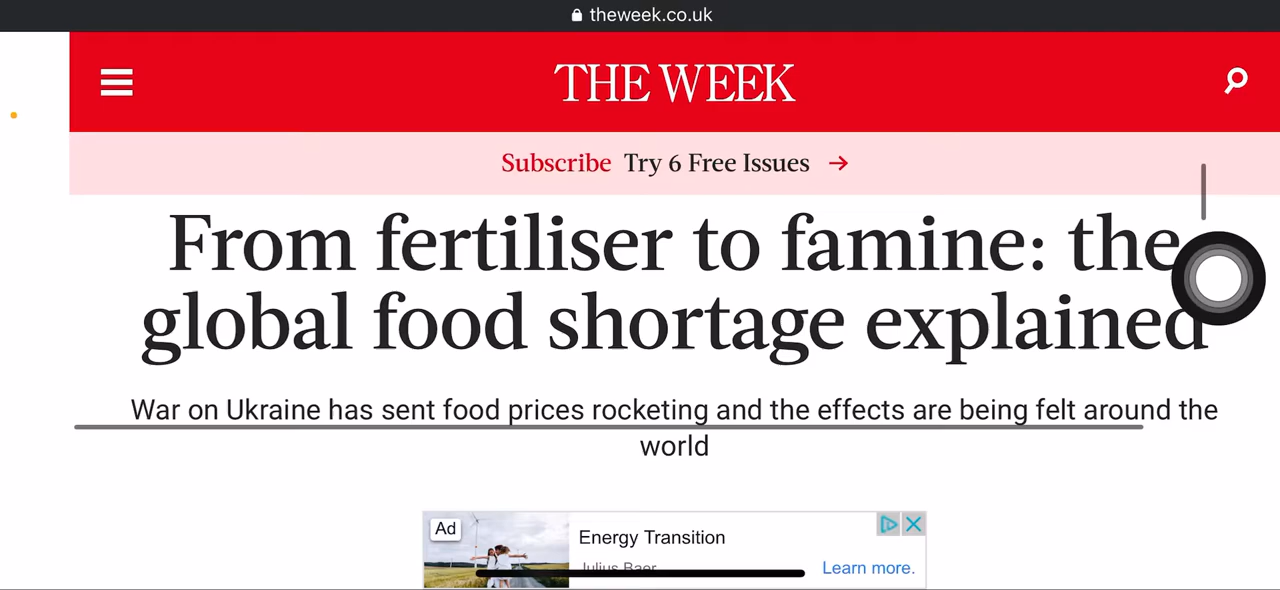 theweek.co.uk
THE WEEK
Subscribe Try 6 Free Issues →
From fertiliser to famine: the
global food shortage explained
War on Ukraine has sent food prices rocketing and the effects are being felt around the
world
Ad
Energy Transition
Julius Baer
Learn more.